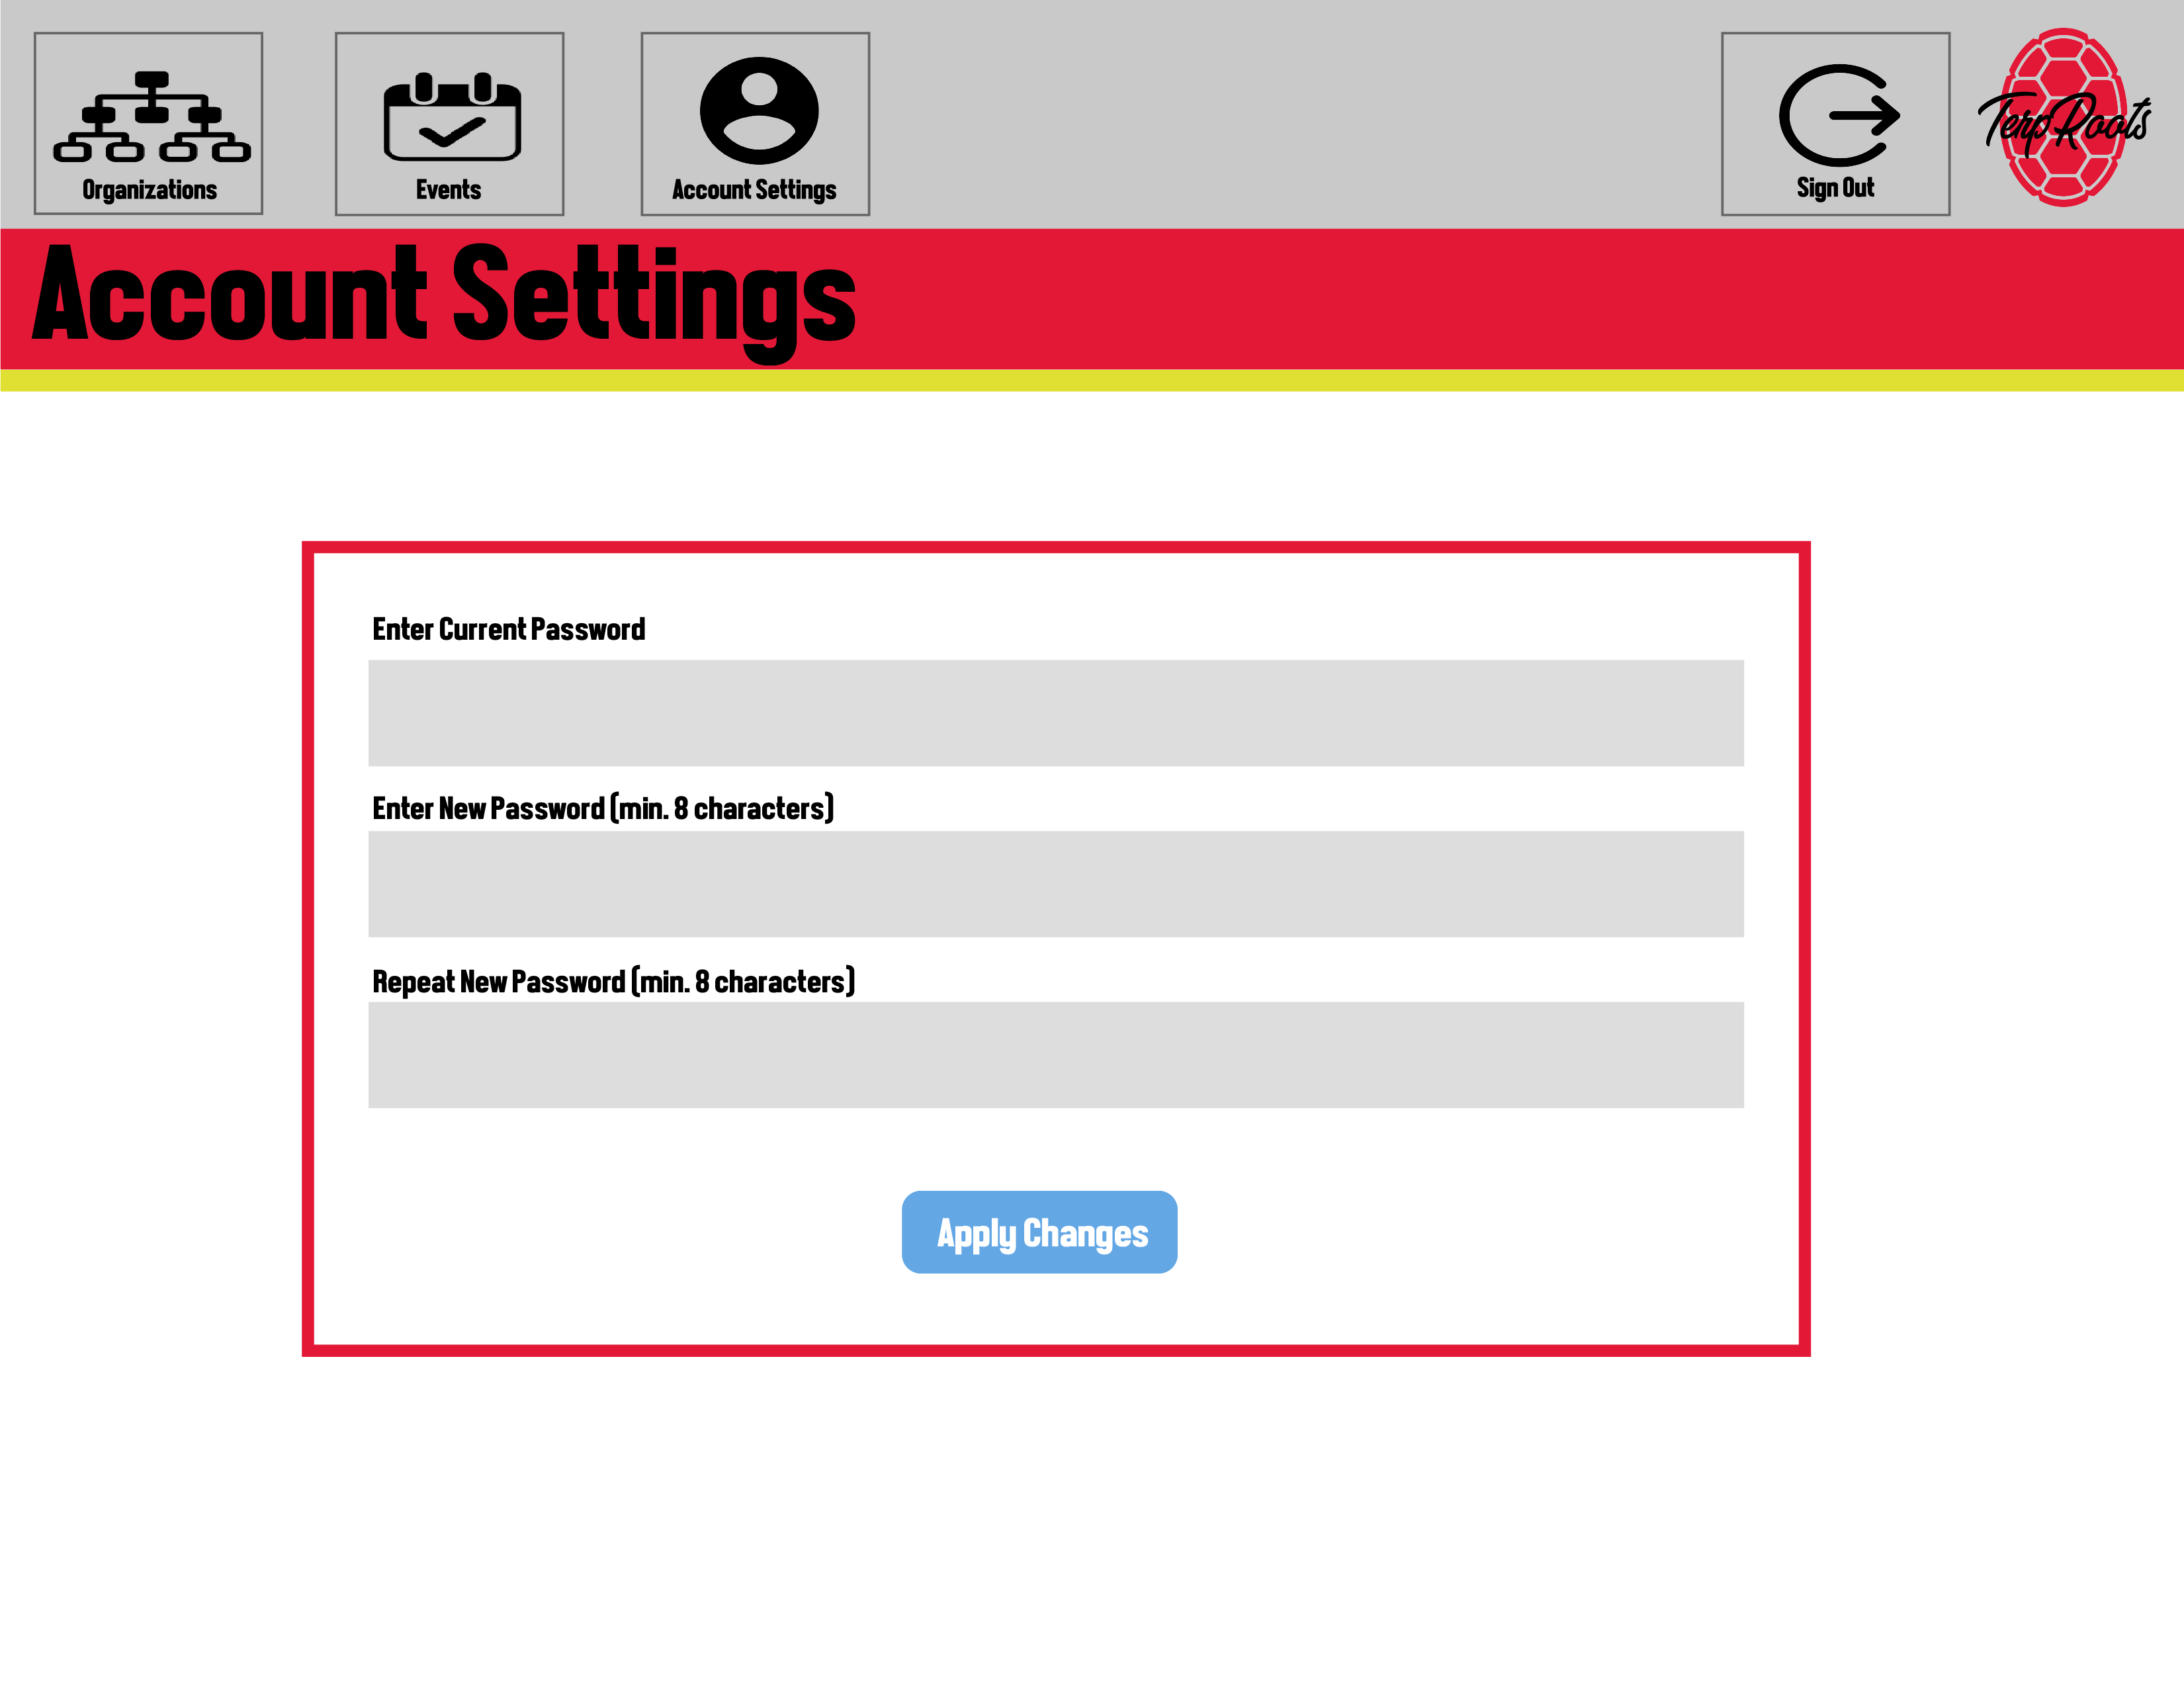 Organizations
Events
Account Settings
Sign Out
TerpRoots
Account Settings
Enter Current Password
Enter New Password (min. 8 characters)
Repeat New Password (min. 8 characters)
Apply Changes